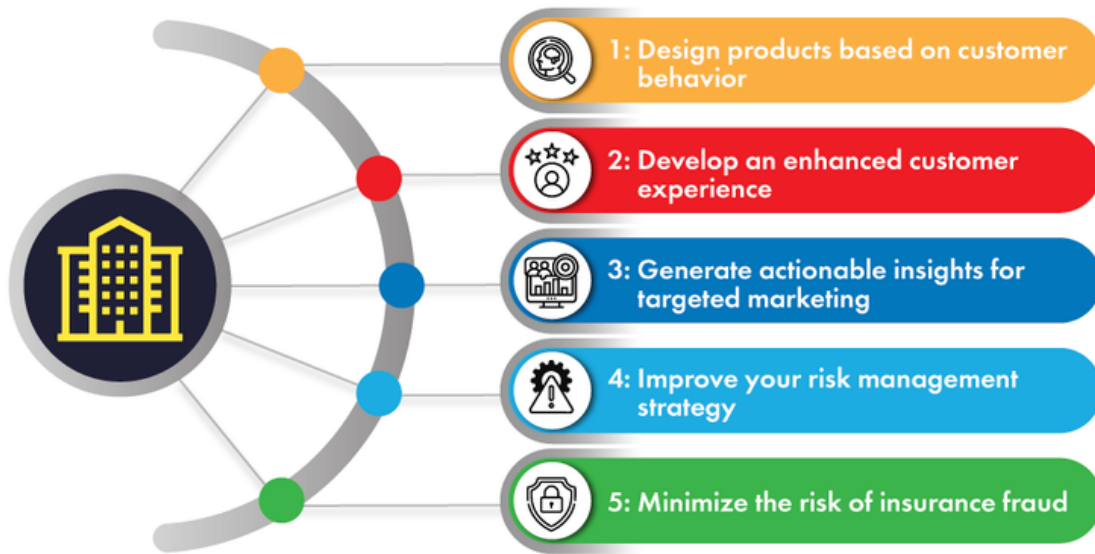 1: Design products based on customer
behavior
2: Develop an enhanced customer
experience
3: Generate actionable insights for
targeted marketing
4: Improve your risk management
strategy
5: Minimize the risk of insurance fraud